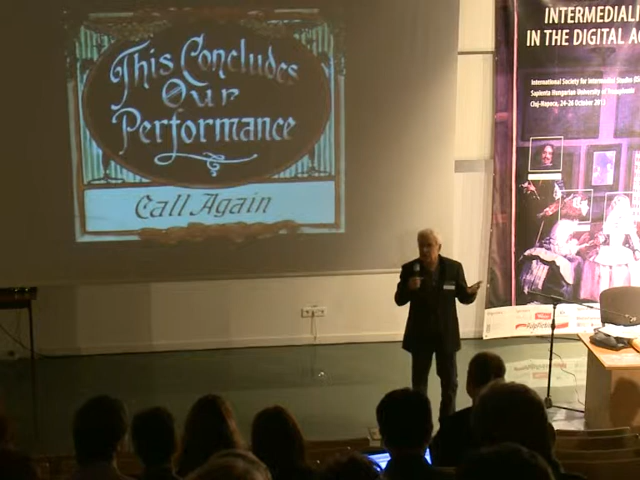 This Concludes
Our
Performance
Call Again
INTERMEDIALI
IN THE DIGITAL A
International Society for Intermedial Studies
Sapientia Hungarian University of Transylvania
Cluj-Napoca, 24-26 October 2013